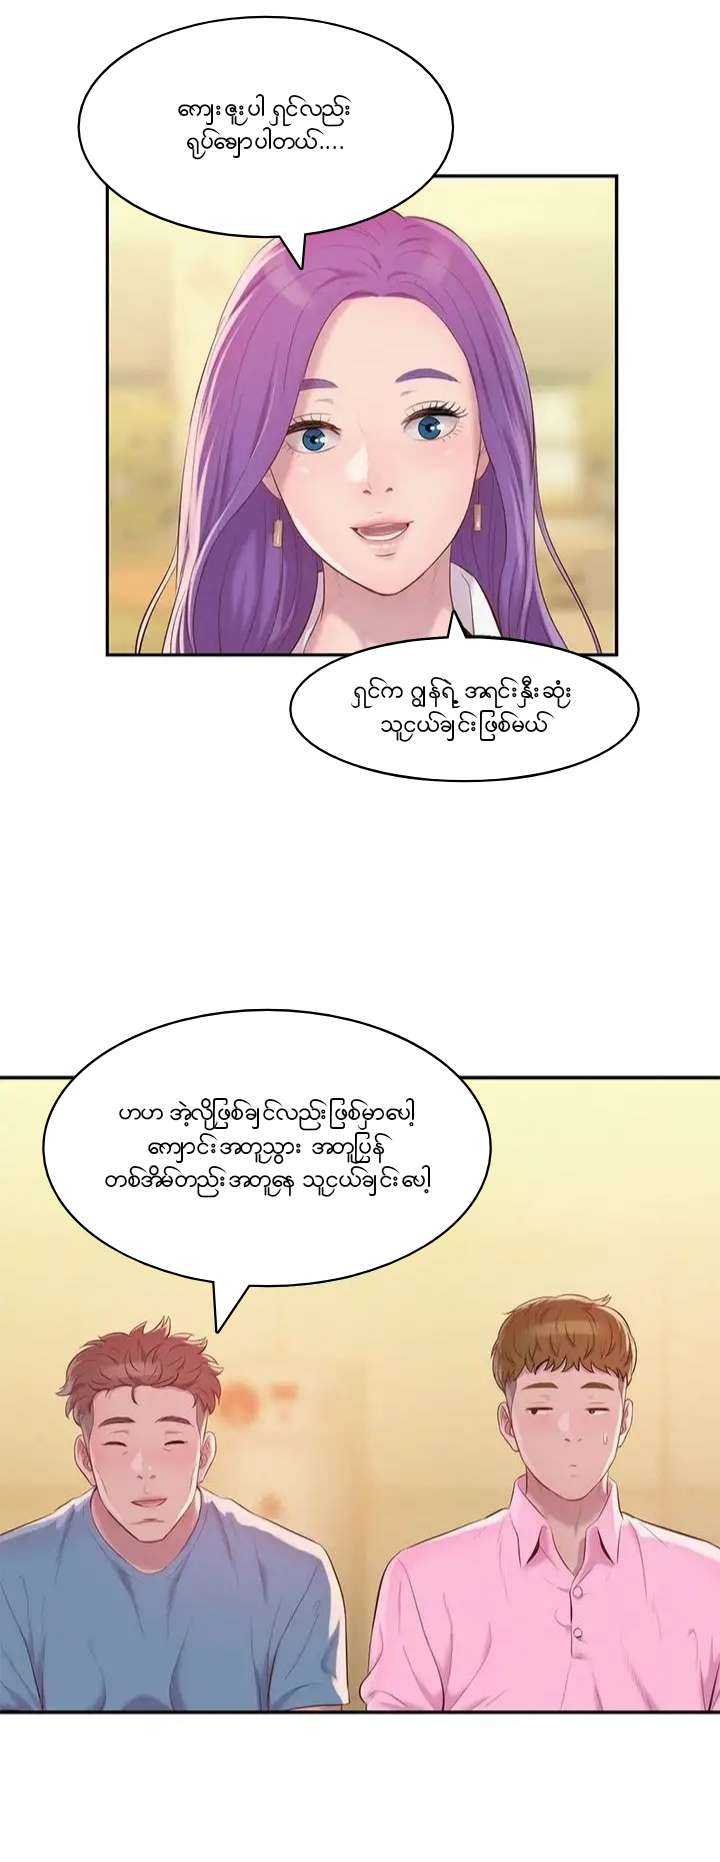 ကျေးဇူးပါ ရှင်လည်း
ရုပ်ချောပါတယ်....
ရှင်က ဂျွန်ရဲ့ အရင်းနှီးဆုံး
သူငယ်ချင်းဖြစ်မယ်
ဟဟ အဲ့လိုဖြစ်ချင်လည်းဖြစ်မှာပေါ့
ကျောင်းအတူသွား အတူပြန်
တစ်အိမ်တည်းအတူနေ သူငယ်ချင်းပေါ့